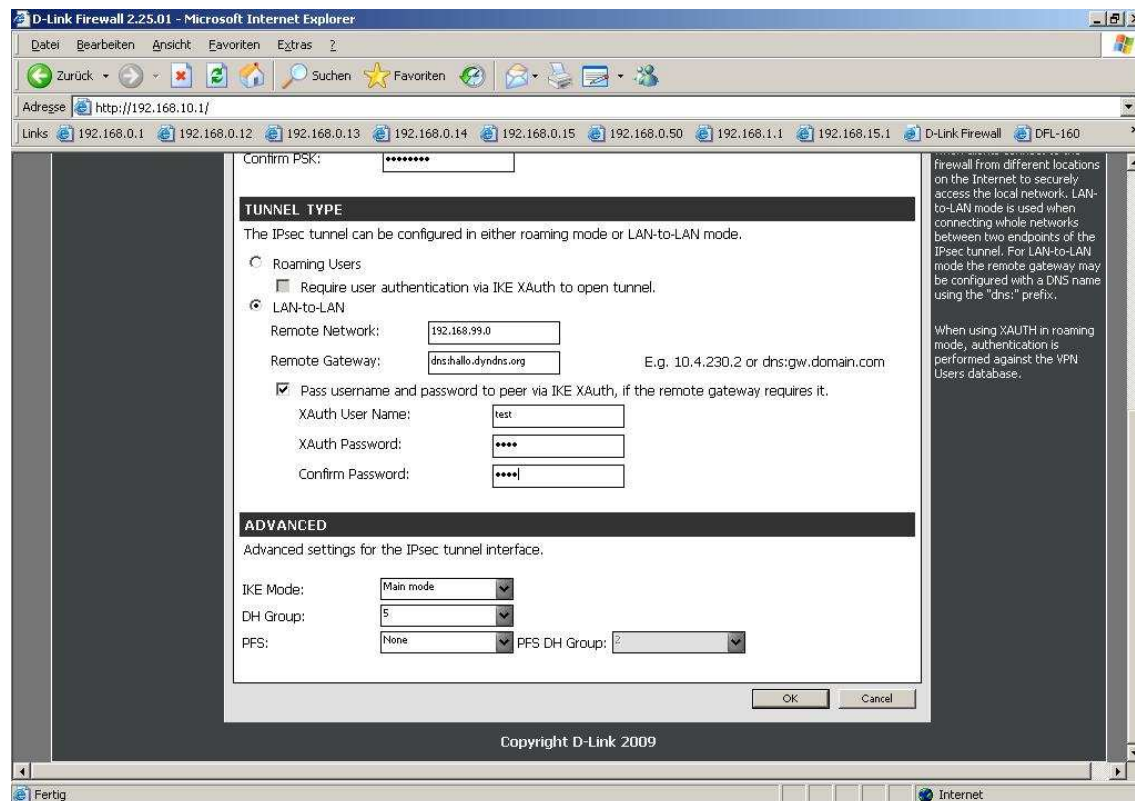 D-Link Firewall 2.25.01 - Microsoft Internet Explorer
Datei Bearbeiten Ansicht Favoriten Extras ?
Zurück Suchen Favoriten
Adresse http://192.168.10.1/
Links 192.168.0.1 192.168.0.12 192.168.0.13 192.168.0.14 192.168.0.15 192.168.0.50 192.168.1.1 192.168.15.1 D-Link Firewall DFL-160
Confirm PSK: ••••••••
TUNNEL TYPE
The IPsec tunnel can be configured in either roaming mode or LAN-to-LAN mode.
Roaming Users
Require user authentication via IKE XAuth to open tunnel.
LAN-to-LAN
Remote Network: 192.168.99.0
Remote Gateway: dns:hallo.dyndns.org E.g. 10.4.230.2 or dns:gw.domain.com
Pass username and password to peer via IKE XAuth, if the remote gateway requires it.
XAuth User Name: test
XAuth Password: ••••
Confirm Password: ••••
ADVANCED
Advanced settings for the IPsec tunnel interface.
IKE Mode: Main mode
DH Group: 5
PFS: None PFS DH Group: 2
OK Cancel
firewall from different locations
on the Internet to securely
access the local network. LAN-
to-LAN mode is used when
connecting whole networks
between two endpoints of the
IPsec tunnel. For LAN-to-LAN
mode the remote gateway may
be configured with a DNS name
using the "dns:" prefix.
When using XAUTH in roaming
mode, authentication is
performed against the VPN
Users database.
Copyright D-Link 2009
Fertig Internet